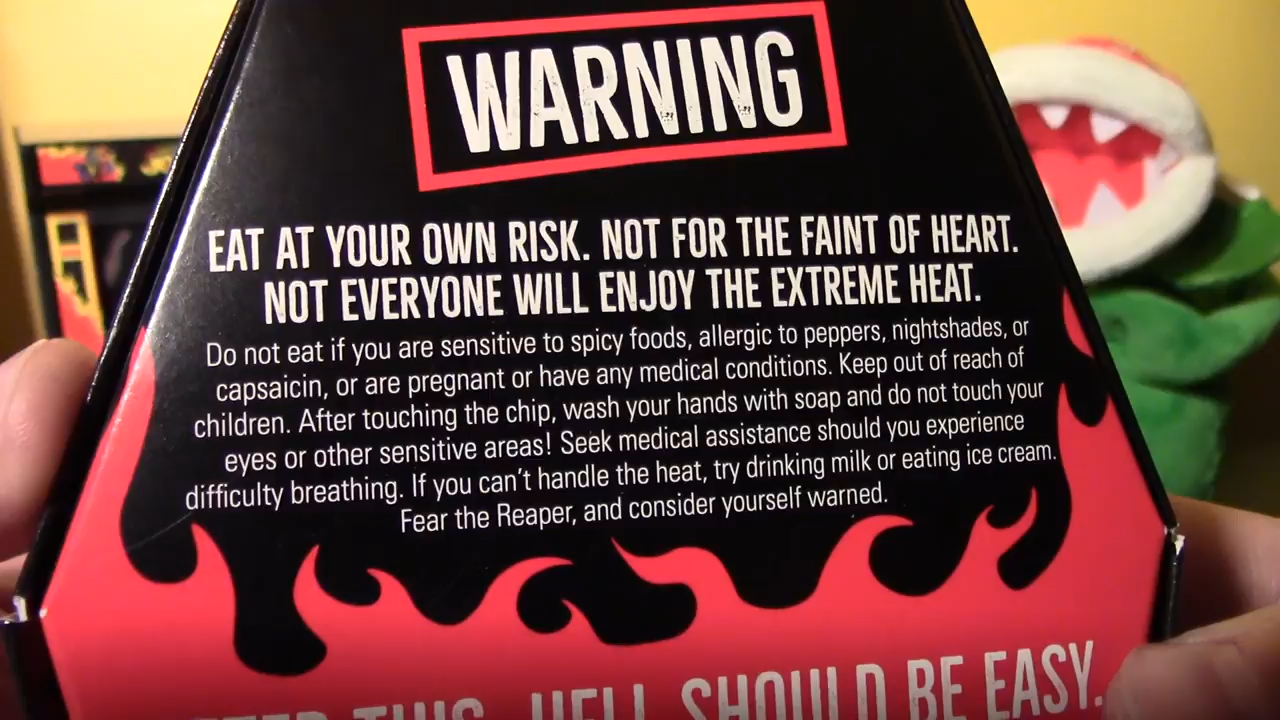 WARNING
EAT AT YOUR OWN RISK. NOT FOR THE FAINT OF HEART.
NOT EVERYONE WILL ENJOY THE EXTREME HEAT.
Do not eat if you are sensitive to spicy foods, allergic to peppers, nightshades, or
capsaicin, or are pregnant or have any medical conditions. Keep out of reach of
children. After touching the chip, wash your hands with soap and do not touch your
eyes or other sensitive areas! Seek medical assistance should you experience
difficulty breathing. If you can't handle the heat, try drinking milk or eating ice cream.
Fear the Reaper, and consider yourself warned.
THIS, HELL SHOULD BE EASY.